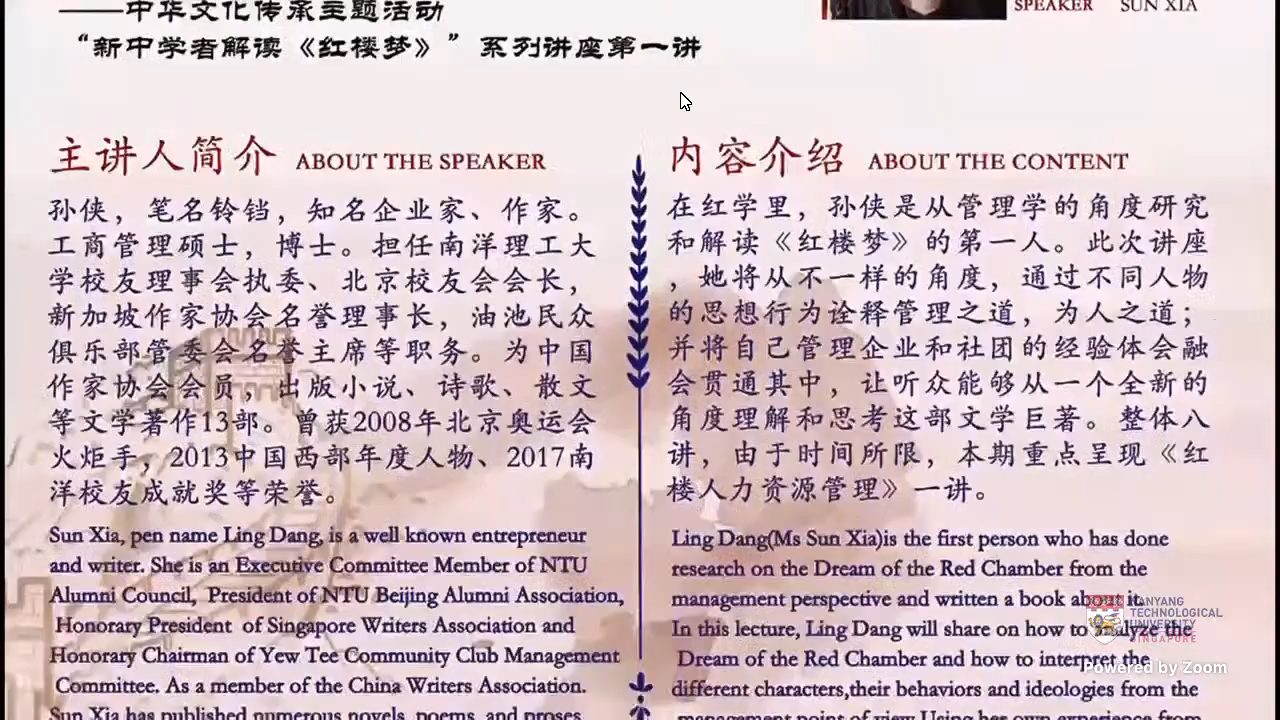 ——中华文化传承主题活动
“新中学者解读《红楼梦》”系列讲座第一讲
SPEAKER SUN XIA
主讲人简介 ABOUT THE SPEAKER
孙侠，笔名铃铛，知名企业家、作家。
工商管理硕士，博士。担任南洋理工大
学校友理事会执委、北京校友会会长，
新加坡作家协会名誉理事长，油池民众
俱乐部管委会名誉主席等职务。为中国
作家协会会员，出版小说、诗歌、散文
等文学著作13部。曾获2008年北京奥运会
火炬手，2013中国西部年度人物、2017南
洋校友成就奖等荣誉。
Sun Xia, pen name Ling Dang, is a well known entrepreneur
and writer. She is an Executive Committee Member of NTU
Alumni Council, President of NTU Beijing Alumni Association,
Honorary President of Singapore Writers Association and
Honorary Chairman of Yew Tee Community Club Management
Committee. As a member of the China Writers Association.
Sun Xia has published numerous novels, poems, and proses
内容介绍 ABOUT THE CONTENT
在红学里，孙侠是从管理学的角度研究
和解读《红楼梦》的第一人。此次讲座
，她将从不一样的角度，通过不同人物
的思想行为诠释管理之道，为人之道；
并将自己管理企业和社团的经验体会融
会贯通其中，让听众能够从一个全新的
角度理解和思考这部文学巨著。整体八
讲，由于时间所限，本期重点呈现《红
楼人力资源管理》一讲。
Ling Dang(Ms Sun Xia)is the first person who has done
research on the Dream of the Red Chamber from the
management perspective and written a book about it.
In this lecture, Ling Dang will share on how to analyze the
Dream of the Red Chamber and how to interpret the
different characters,their behaviors and ideologies from the
management point of view.Using her own experience from
NANYANG
TECHNOLOGICAL
UNIVERSITY
SINGAPORE
Powered by Zoom